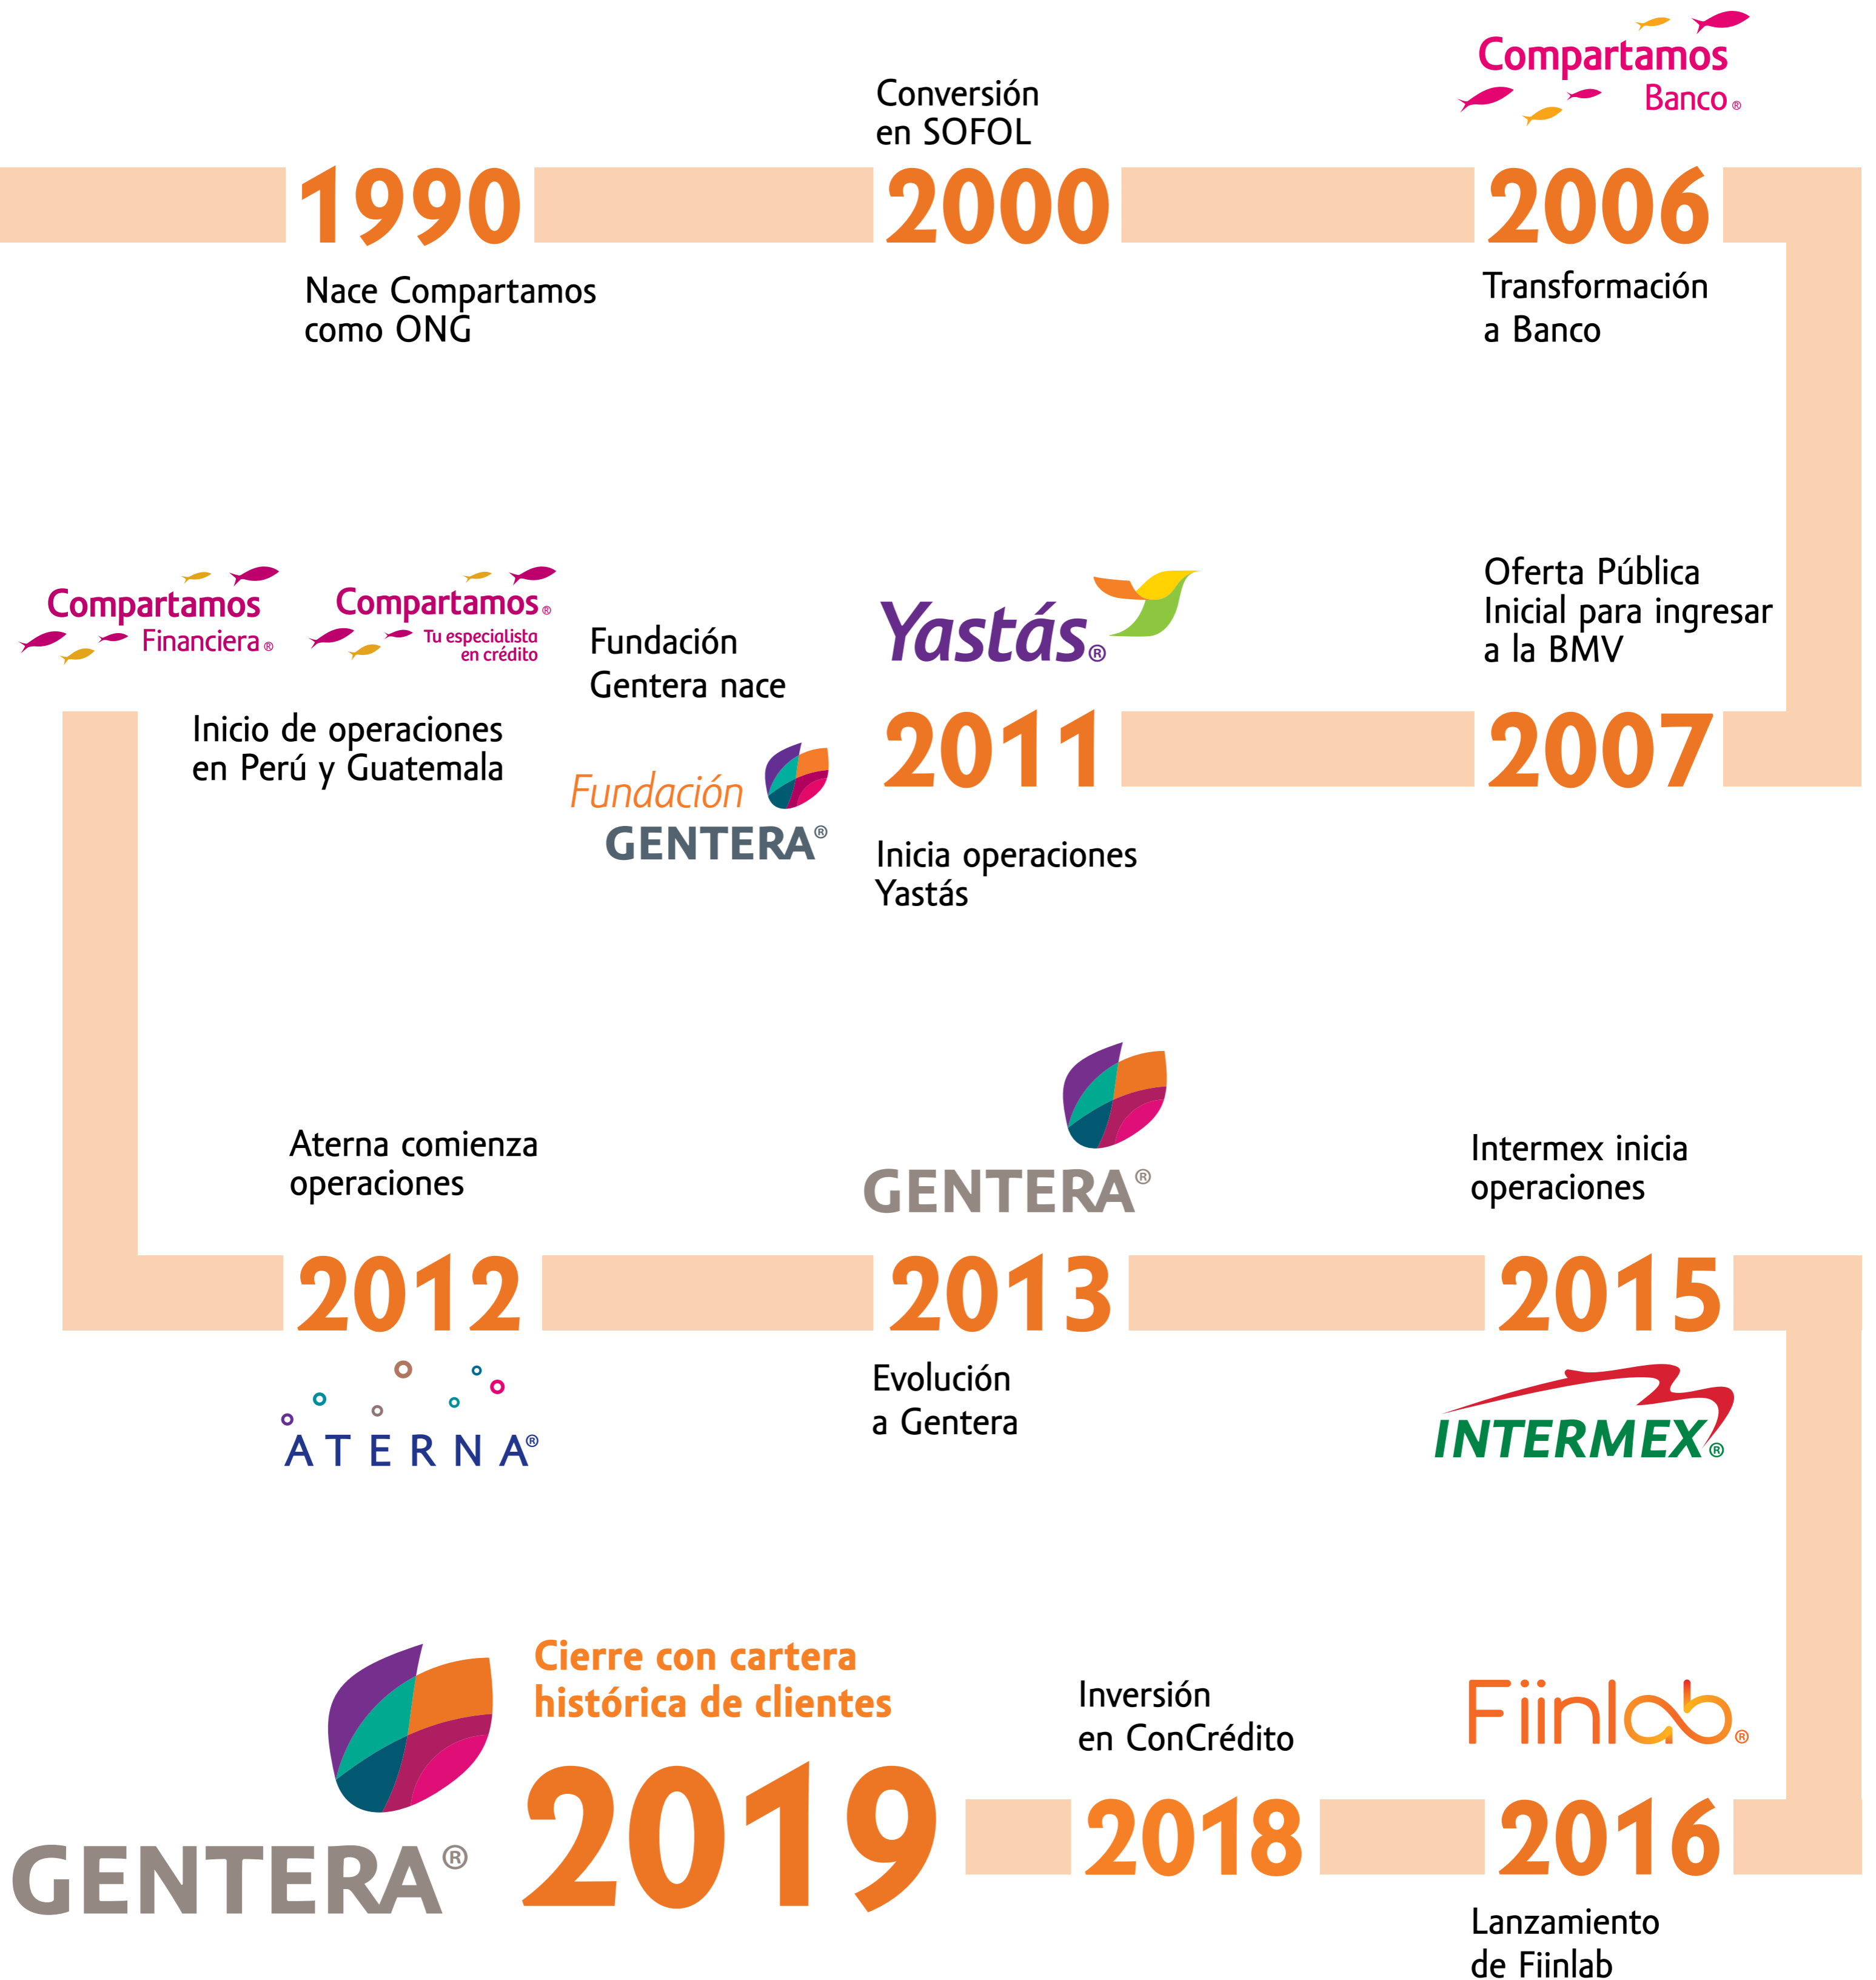 Compartamos
Banco®
Conversión
en SOFOL
1990
2000
2006
Nace Compartamos
como ONG
Transformación
a Banco
Oferta Pública
Inicial para ingresar
a la BMV
2007
Yastás®
2011
Inicia operaciones
Yastás
Fundación
Gentera nace
Fundación
GENTERA®
Compartamos
Financiera®
Compartamos®
Tu especialista
en crédito
Inicio de operaciones
en Perú y Guatemala
Aterna comienza
operaciones
2012
ATERNA®
GENTERA®
2013
Evolución
a Gentera
Intermex inicia
operaciones
2015
INTERMEX®
Fiinlab®
2016
Lanzamiento
de Fiinlab
Inversión
en ConCrédito
2018
Cierre con cartera
histórica de clientes
2019
GENTERA®